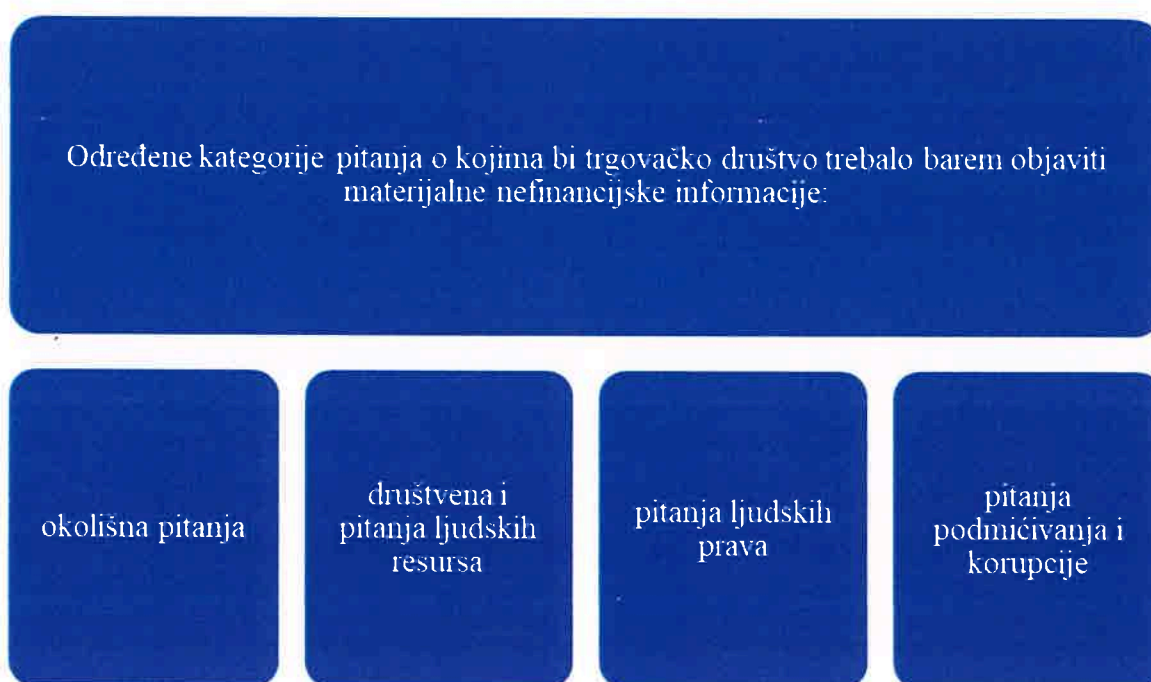 Određene kategorije pitanja o kojima bi trgovačko društvo trebalo barem objaviti
materijalne nefinancijske informacije:
okolišna pitanja
društvena i
pitanja ljudskih
resursa
pitanja ljudskih
prava
pitanja
podmićivanja i
korupcije